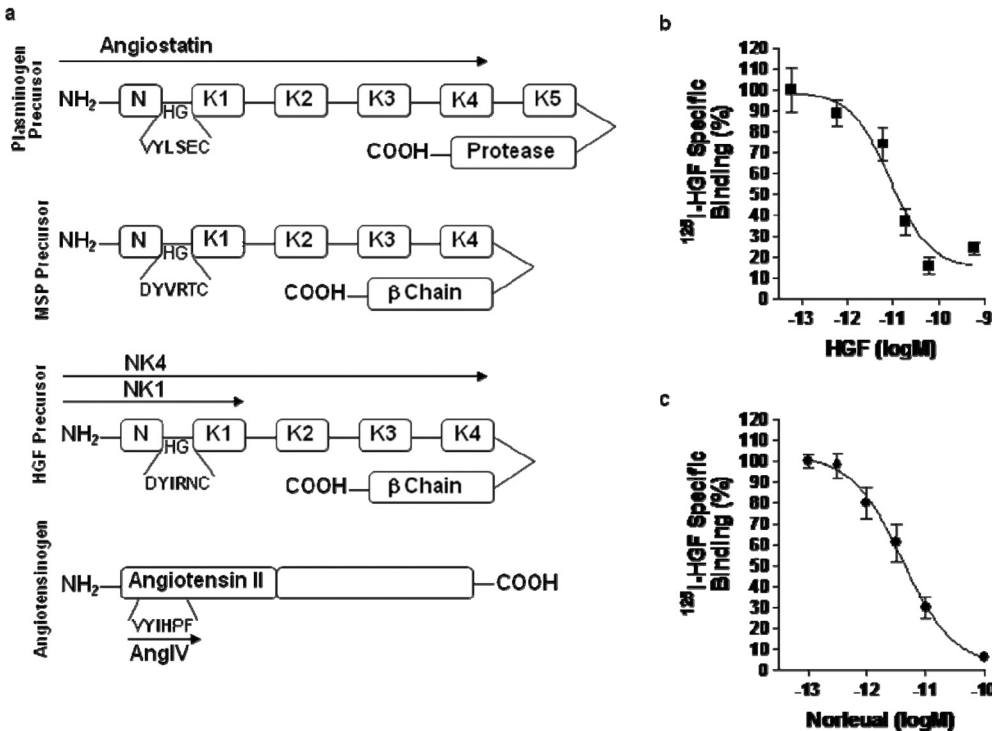 a
Plasminogen
Precursor
Angiostatin
NH2 N HG K1 K2 K3 K4 K5
VYLSEC
COOH Protease
MSP Precursor
NH2 N HG K1 K2 K3 K4
DYVRTC
COOH β Chain
HGF Precursor
NK4
NK1
NH2 N HG K1 K2 K3 K4
DYIRNC
COOH β Chain
Angiotensinogen
NH2 Angiotensin II COOH
VYIHPF
AngIV
b
125I-HGF Specific
Binding (%)
120
110
100
90
80
70
60
50
40
30
20
10
0
-13 -12 -11 -10 -9
HGF (logM)
c
125I-HGF Specific
Binding (%)
120
110
100
90
80
70
60
50
40
30
20
10
0
-13 -12 -11 -10
Norleual (logM)